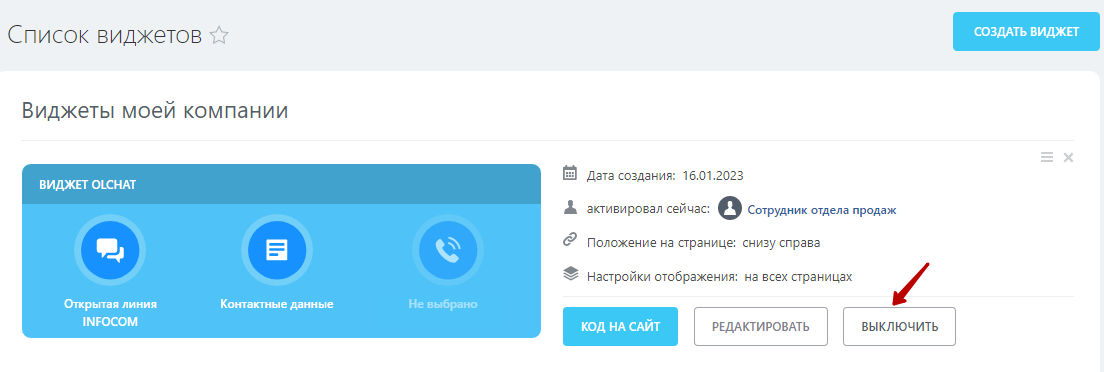 Список виджетов
СОЗДАТЬ ВИДЖЕТ
Виджеты моей компании
ВИДЖЕТ OLCHAT
Открытая линия
INFOCOM
Контактные данные
Не выбрано
Дата создания: 16.01.2023
активировал сейчас: Сотрудник отдела продаж
Положение на странице: снизу справа
Настройки отображения: на всех страницах
КОД НА САЙТ
РЕДАКТИРОВАТЬ
ВЫКЛЮЧИТЬ